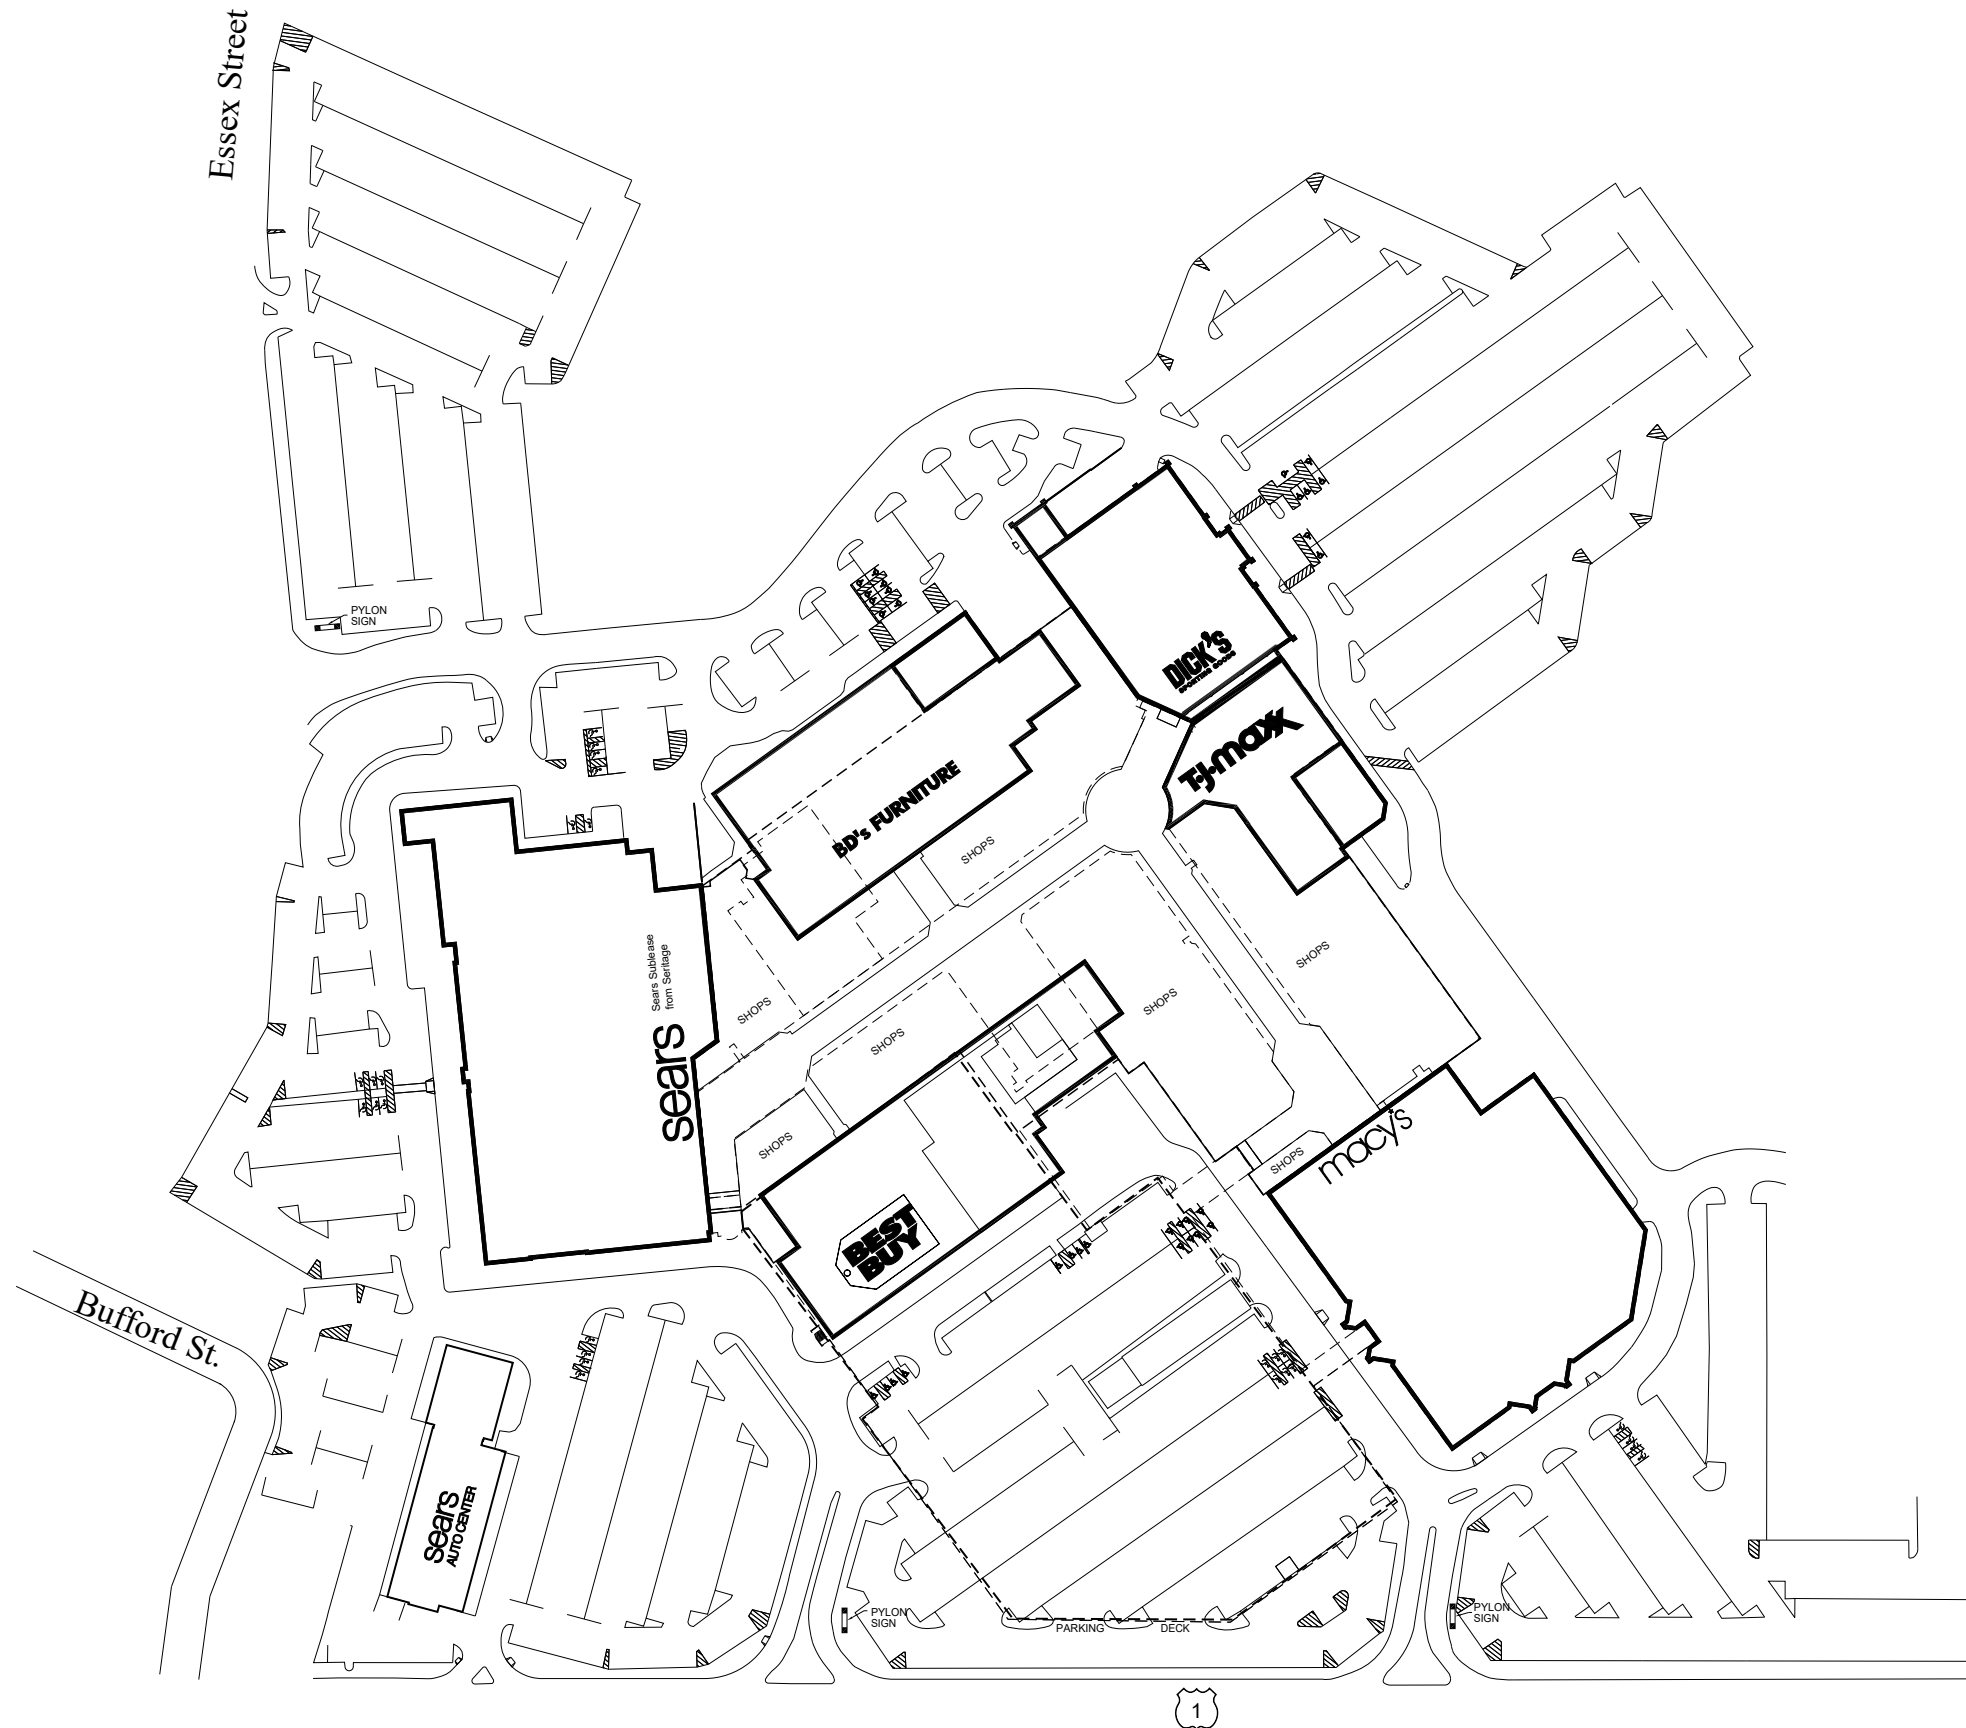 Essex Street
PYLON
SIGN
DICK'S
SPORTING GOODS
T•J•maxx
BD's FURNITURE
SHOPS
SHOPS
Sears Sublease
from Seritage
sears
SHOPS
SHOPS
SHOPS
SHOPS
SHOPS
macy's
BEST
BUY
Bufford St.
sears
AUTO CENTER
PYLON
SIGN
PARKING DECK
PYLON
SIGN
1